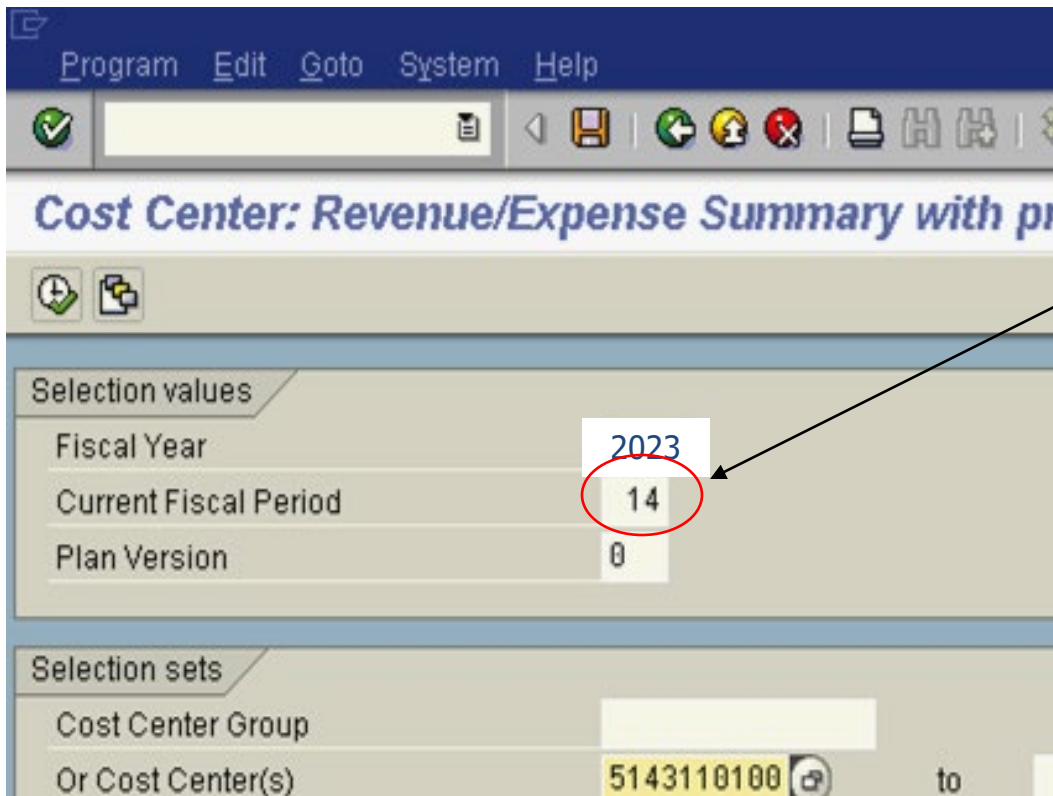 Program Edit Goto System Help
Cost Center: Revenue/Expense Summary with
Selection values
Fiscal Year 2023
Current Fiscal Period 14
Plan Version 0
Selection sets
Cost Center Group
Or Cost Center(s) 5143110100 to